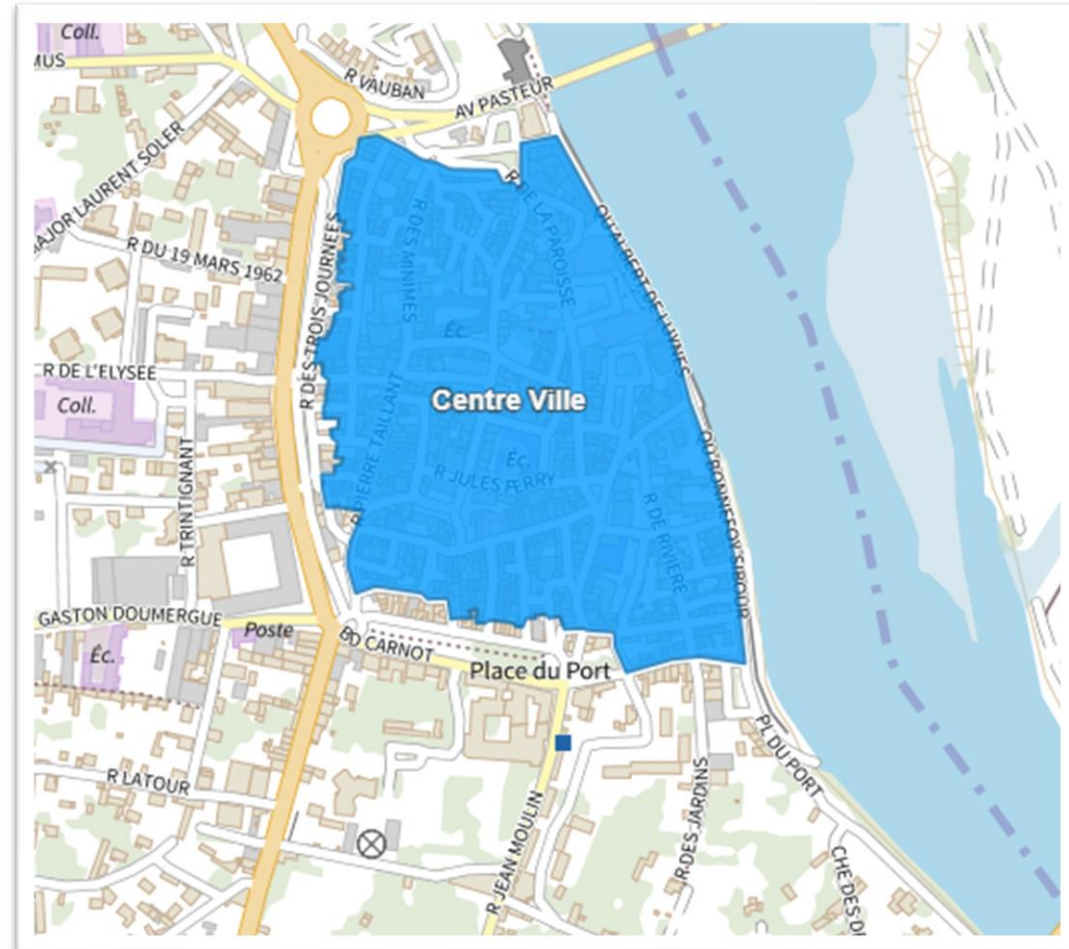 Coll.
MUS
R VAUBAN
AV PASTEUR
MAJOR LAURENT SOLER
R DE LA PAROISSE
R DES MINIMES
QU ALBERT DE LUYNES
R DU 19 MARS 1962
R DES TROIS JOURNEES
Éc.
R DE L'ELYSEE
Coll.
Centre Ville
R PIERRE TAILLANT
Éc.
R JULES FERRY
QU BONNEFOY SIBOUR
R TRINTIGNANT
R DE RIVIERE
GASTON DOUMERGUE
Poste
BD CARNOT
Éc.
Place du Port
PL DU PORT
R LATOUR
R JEAN MOULIN
R DES JARDINS
CHE DES